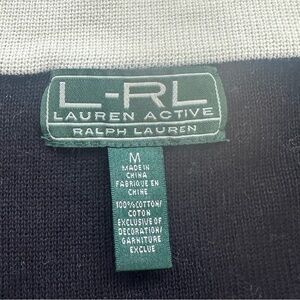 L-RL
LAUREN ACTIVE
RALPH LAUREN
M
MADE IN
CHINA
FABRIQUE EN
CHINE
100%COTTON/
COTON
EXCLUSIVE OF
DECORATION/
GARNITURE
EXCLUE